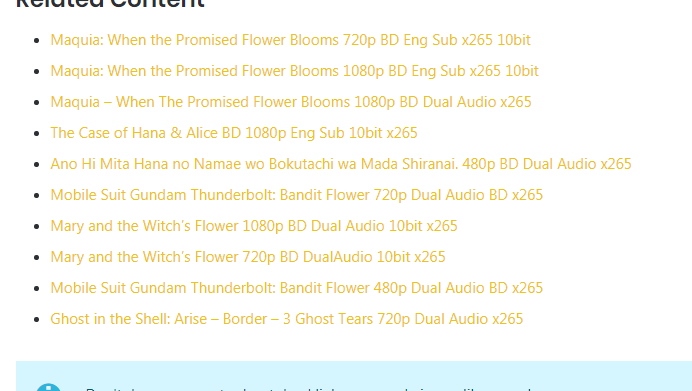 Related Content
Maquia: When the Promised Flower Blooms 720p BD Eng Sub x265 10bit
Maquia: When the Promised Flower Blooms 1080p BD Eng Sub x265 10bit
Maquia – When The Promised Flower Blooms 1080p BD Dual Audio x265
The Case of Hana & Alice BD 1080p Eng Sub 10bit x265
Ano Hi Mita Hana no Namae wo Bokutachi wa Mada Shiranai. 480p BD Dual Audio x265
Mobile Suit Gundam Thunderbolt: Bandit Flower 720p Dual Audio BD x265
Mary and the Witch's Flower 1080p BD Dual Audio 10bit x265
Mary and the Witch's Flower 720p BD DualAudio 10bit x265
Mobile Suit Gundam Thunderbolt: Bandit Flower 480p Dual Audio BD x265
Ghost in the Shell: Arise – Border – 3 Ghost Tears 720p Dual Audio x265